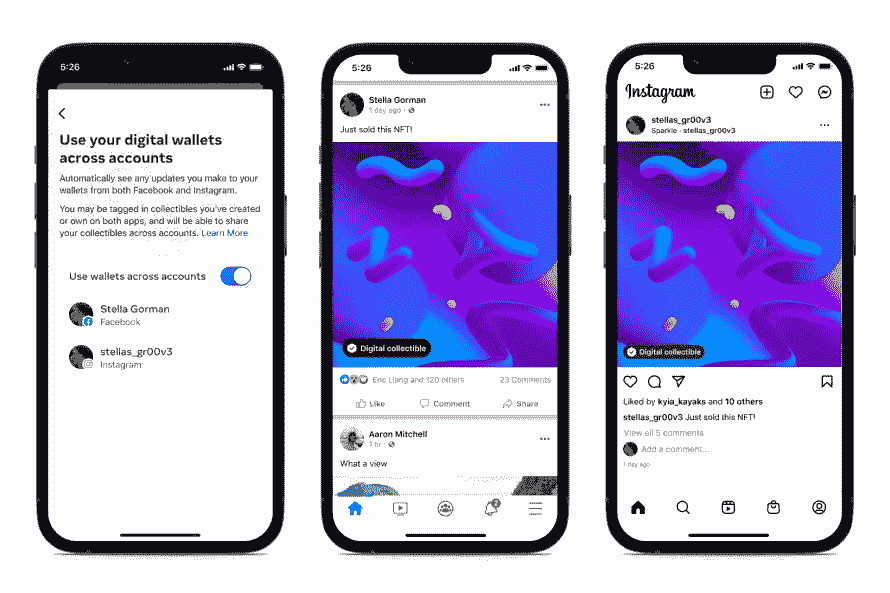 5:26
Use your digital wallets
across accounts
Automatically see any updates you make to your
wallets from both Facebook and Instagram.
You may be tagged in collectibles you've created
or own on both apps, and will be able to share
your collectibles across accounts. Learn More
Use wallets across accounts
Stella Gorman
Facebook
stellas_gr00v3
Instagram
5:26
Stella Gorman
1 day ago ·
Just sold this NFT!
Digital collectible
Eric Liang and 120 others
23 Comments
Like
Comment
Share
Aaron Mitchell
1 hr ·
What a view
2
5:26
Instagram
stellas_gr00v3
Sparkle · stellas_gr00v3
Digital collectible
Liked by kyia_kayaks and 10 others
stellas_gr00v3 Just sold this NFT!
View all 5 comments
Add a comment...
1 day ago